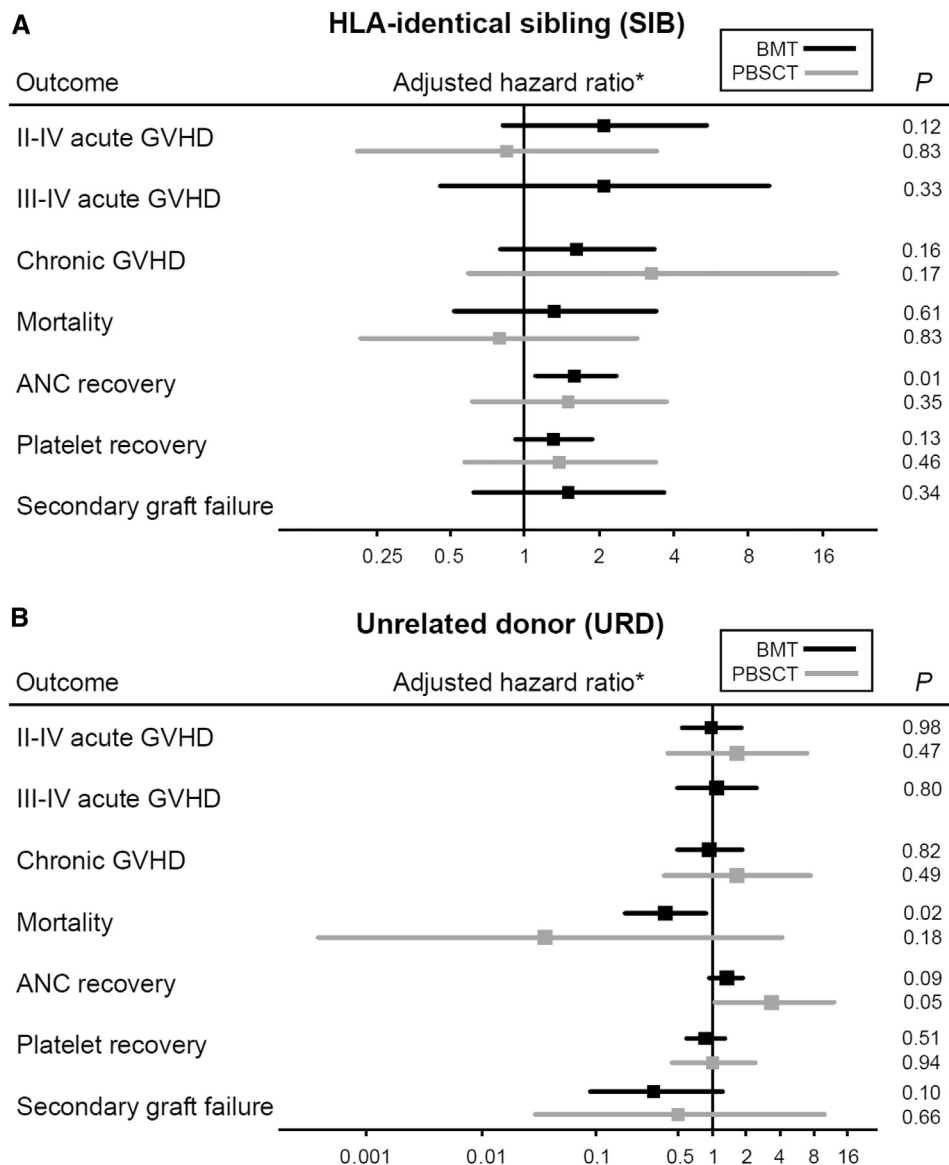 A
HLA-identical sibling (SIB)
BMT
PBSCT
Outcome Adjusted hazard ratio* P
II-IV acute GVHD 0.12
0.83
III-IV acute GVHD 0.33
Chronic GVHD 0.16
0.17
Mortality 0.61
0.83
ANC recovery 0.01
0.35
Platelet recovery 0.13
0.46
Secondary graft failure 0.34
0.25 0.5 1 2 4 8 16
B
Unrelated donor (URD)
BMT
PBSCT
Outcome Adjusted hazard ratio* P
II-IV acute GVHD 0.98
0.47
III-IV acute GVHD 0.80
Chronic GVHD 0.82
0.49
Mortality 0.02
0.18
ANC recovery 0.09
0.05
Platelet recovery 0.51
0.94
Secondary graft failure 0.10
0.66
0.001 0.01 0.1 0.5 1 2 4 8 16